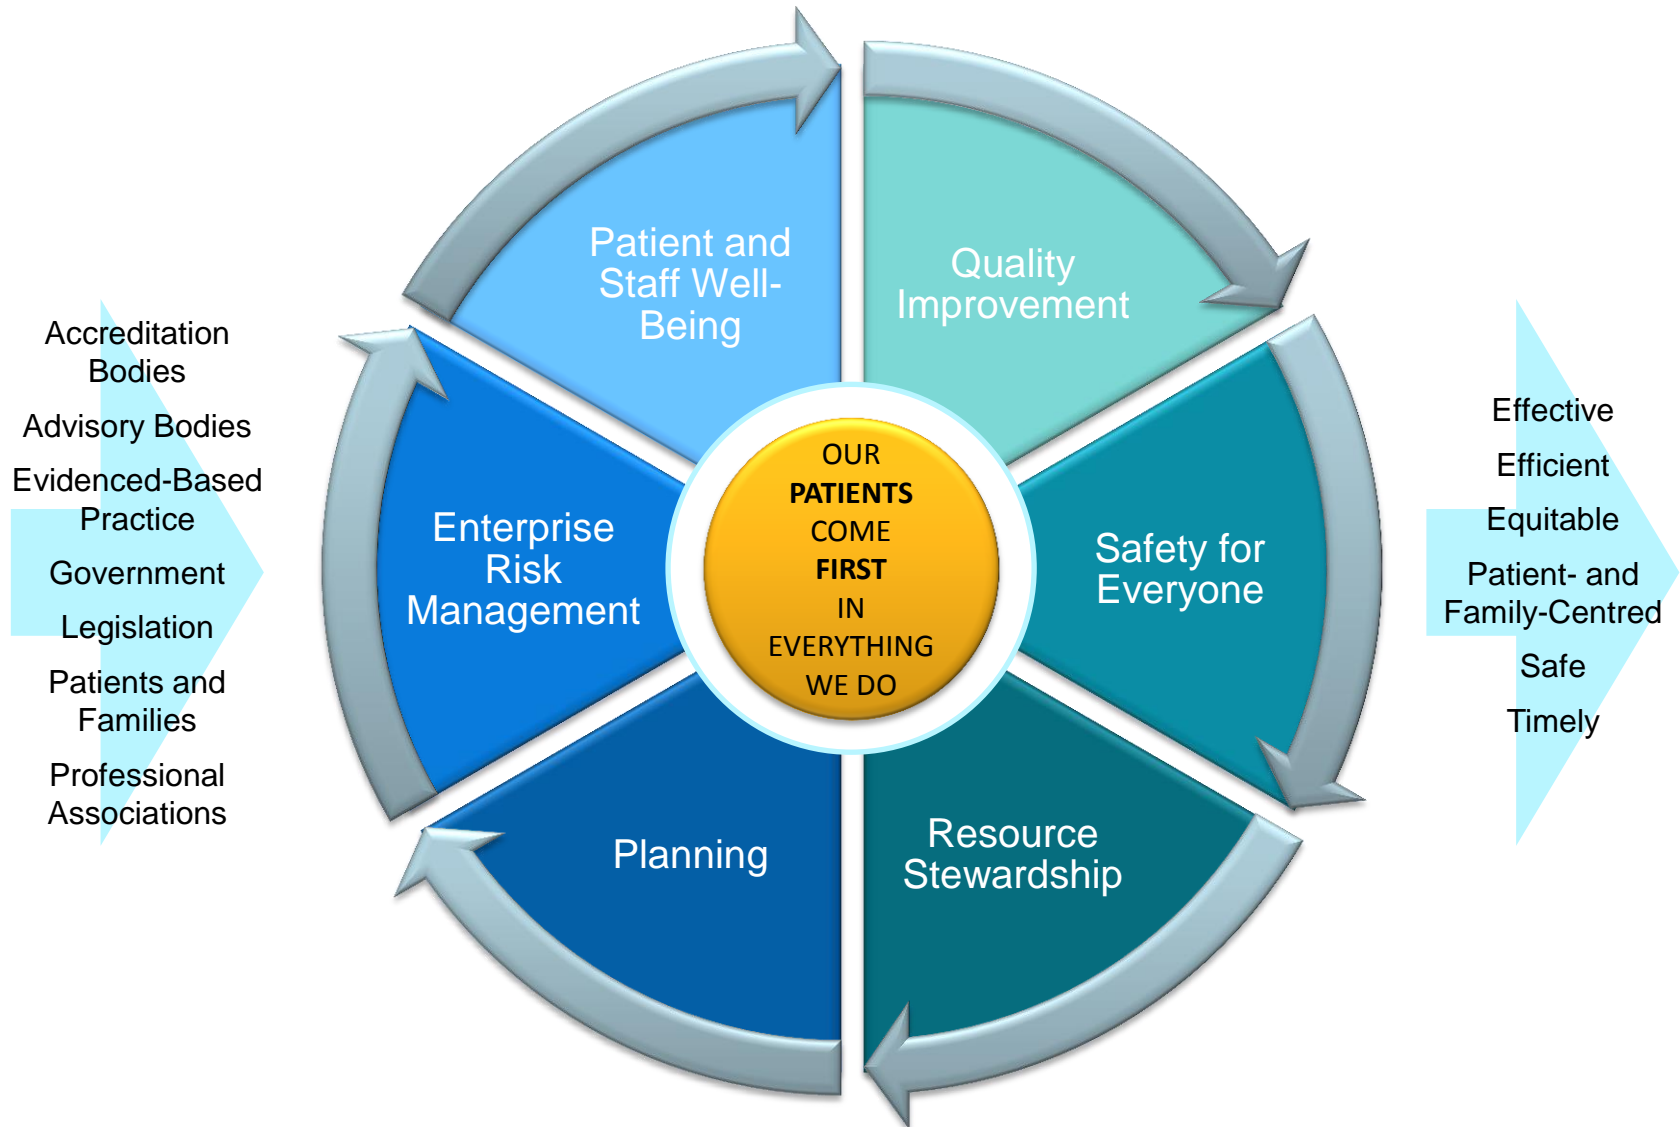 Accreditation
Bodies
Advisory Bodies
Evidenced-Based
Practice
Government
Legislation
Patients and
Families
Professional
Associations
Patient and
Staff Well-
Being
Quality
Improvement
Enterprise
Risk
Management
OUR
PATIENTS
COME
FIRST
IN
EVERYTHING
WE DO
Safety for
Everyone
Planning
Resource
Stewardship
Effective
Efficient
Equitable
Patient- and
Family-Centred
Safe
Timely